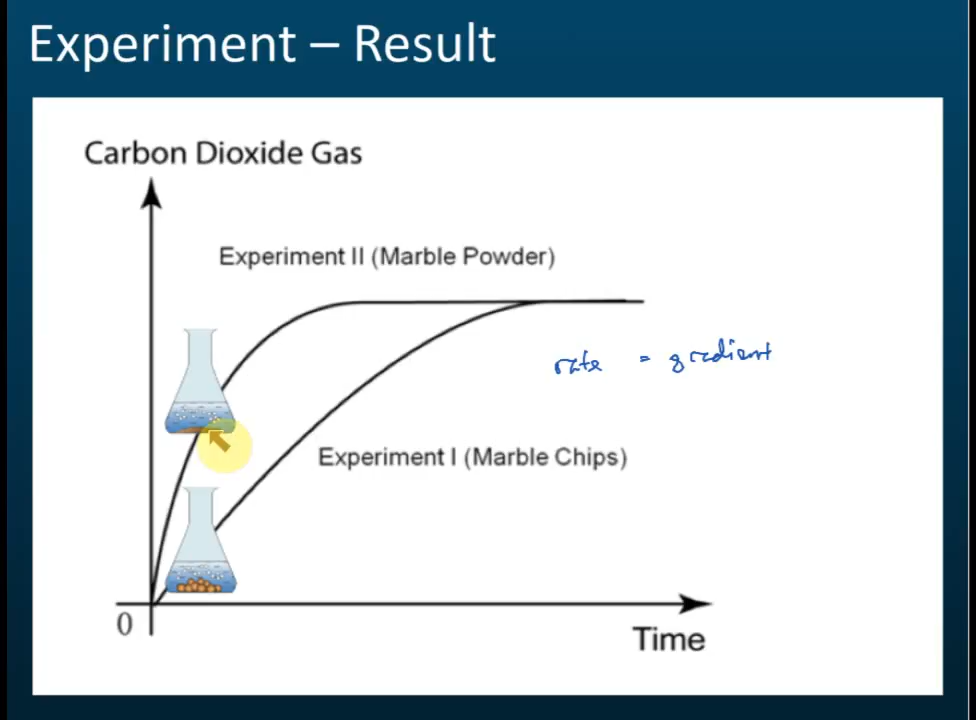 Experiment – Result
Carbon Dioxide Gas
Experiment II (Marble Powder)
rate = gradient
Experiment I (Marble Chips)
0
Time